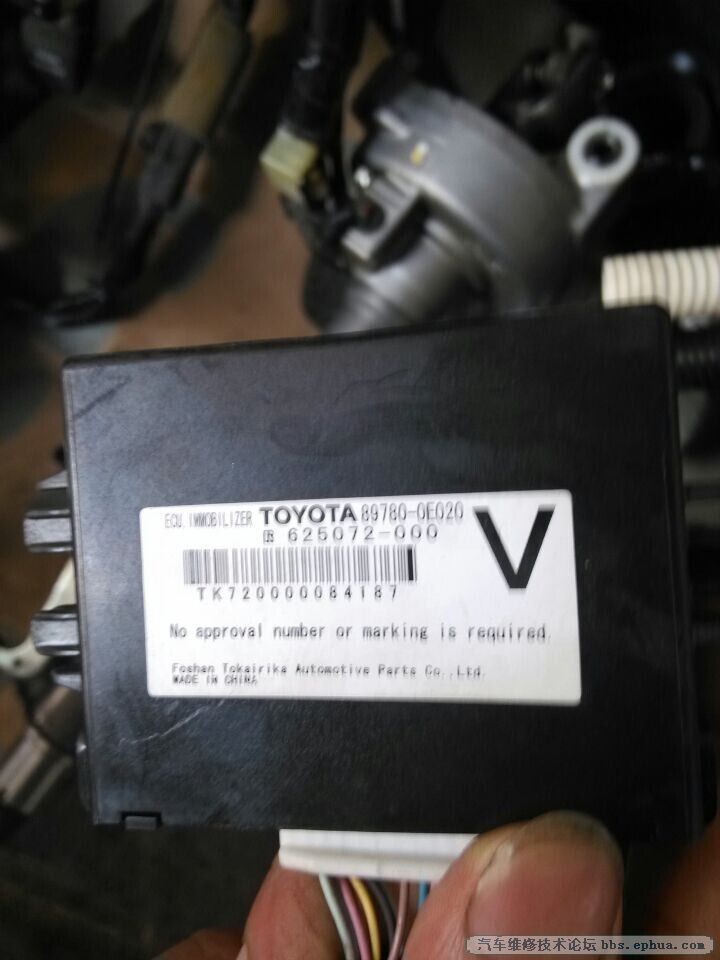 ECU, IMMOBILIZER TOYOTA 89780-0E020
625072-000
V
TK720000084187
No approval number or marking is required.
Foshan Tokairika Automotive Parts Co.,Ltd.
MADE IN CHINA
汽车维修技术论坛 bbs.ephua.com